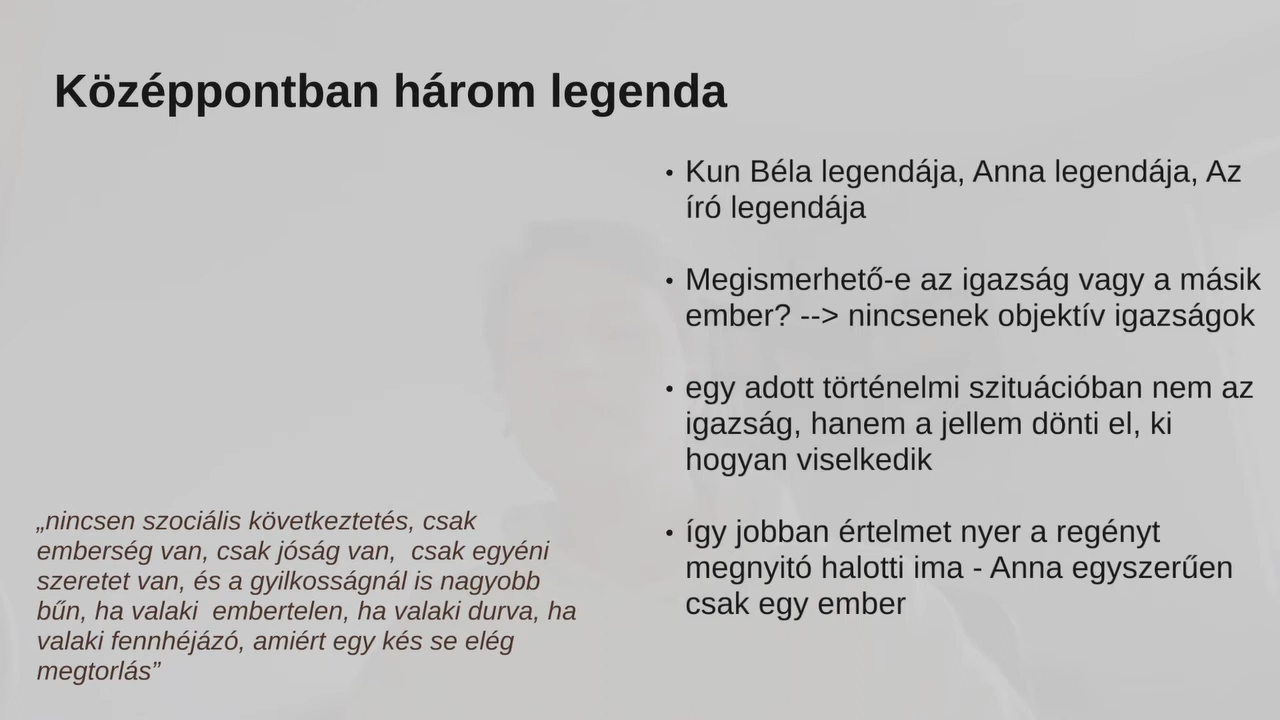 Középpontban három legenda
• Kun Béla legendája, Anna legendája, Az
író legendája
• Megismerhető-e az igazság vagy a másik
ember? --> nincsenek objektív igazságok
• egy adott történelmi szituációban nem az
igazság, hanem a jellem dönti el, ki
hogyan viselkedik
• így jobban értelmet nyer a regényt
megnyitó halotti ima - Anna egyszerűen
csak egy ember
„nincsen szociális következtetés, csak
emberség van, csak jóság van,  csak egyéni
szeretet van, és a gyilkosságnál is nagyobb
bűn, ha valaki  embertelen, ha valaki durva, ha
valaki fennhéjázó, amiért egy kés se elég
megtorlás”